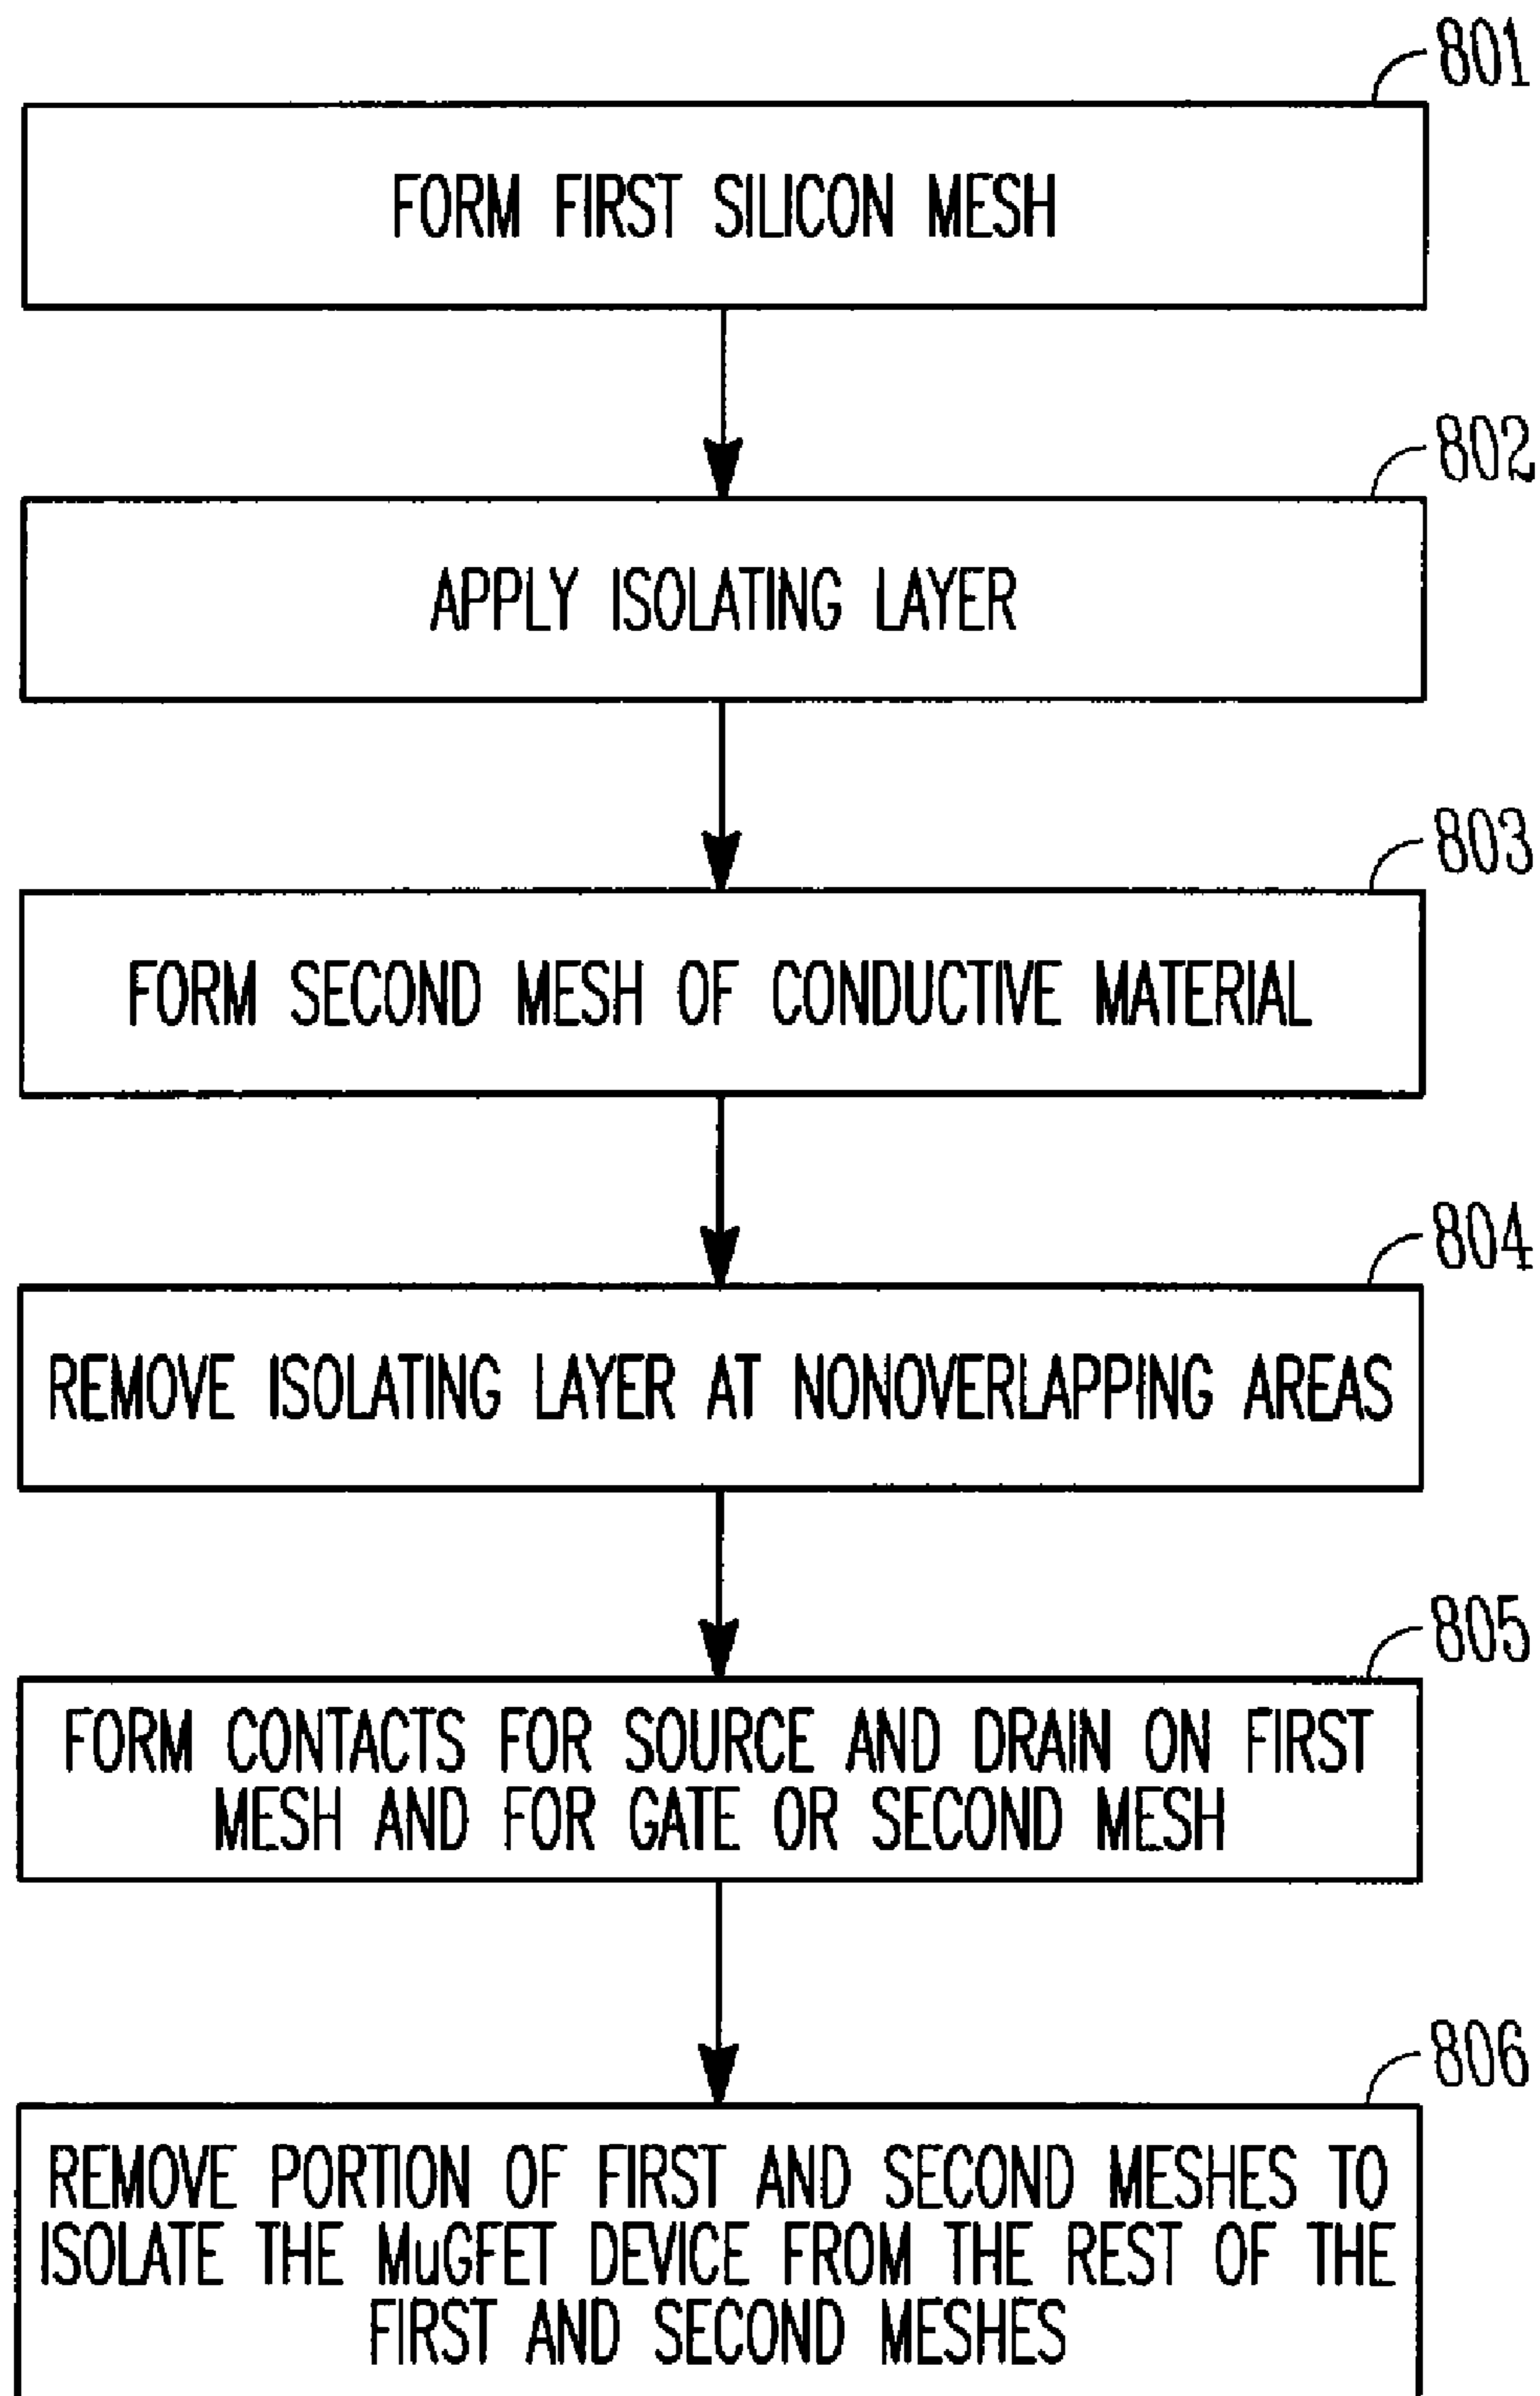 801
FORM FIRST SILICON MESH
802
APPLY ISOLATING LAYER
803
FORM SECOND MESH OF CONDUCTIVE MATERIAL
804
REMOVE ISOLATING LAYER AT NONOVERLAPPING AREAS
805
FORM CONTACTS FOR SOURCE AND DRAIN ON FIRST
MESH AND FOR GATE OR SECOND MESH
806
REMOVE PORTION OF FIRST AND SECOND MESHES TO
ISOLATE THE MuGFET DEVICE FROM THE REST OF THE
FIRST AND SECOND MESHES